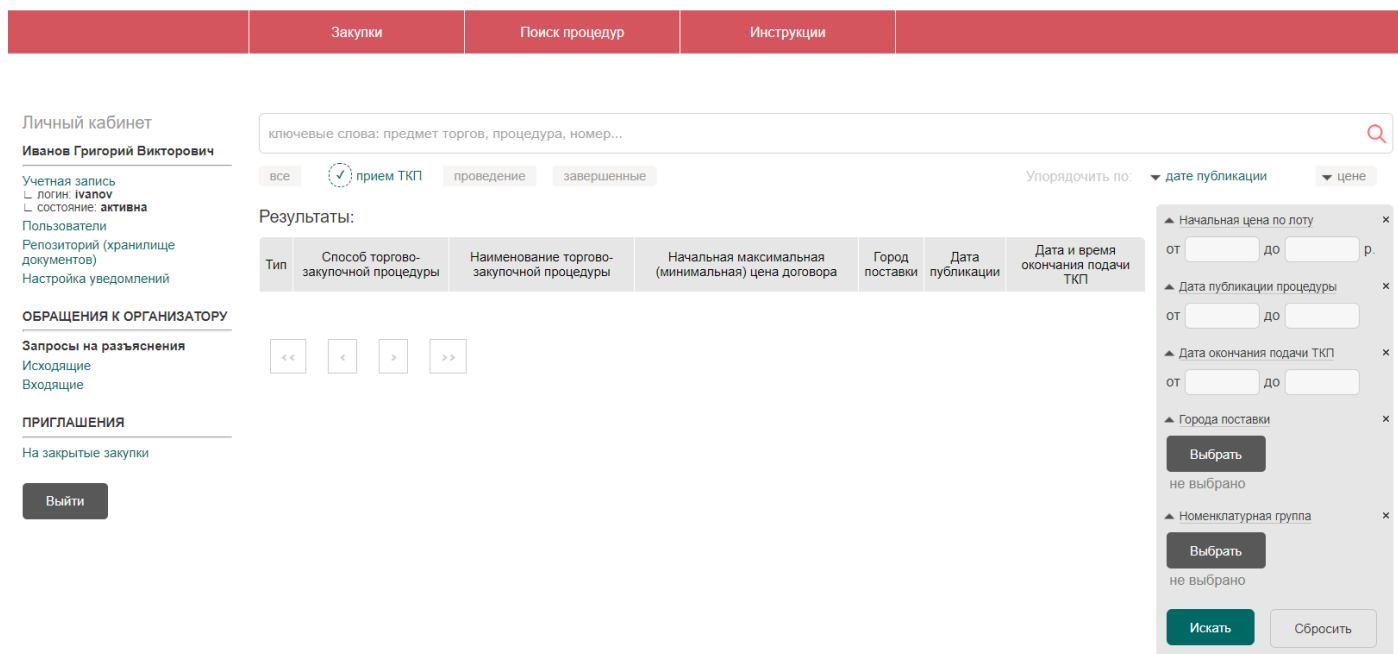 Закупки
Поиск процедур
Инструкции
Личный кабинет
Иванов Григорий Викторович
Учетная запись
логин: ivanov
состояние: активна
Пользователи
Репозиторий (хранилище
документов)
Настройка уведомлений
ОБРАЩЕНИЯ К ОРГАНИЗАТОРУ
Запросы на разъяснения
Исходящие
Входящие
ПРИГЛАШЕНИЯ
На закрытые закупки
Выйти
ключевые слова: предмет торгов, процедура, номер...
все
прием ТКП
проведение
завершенные
Упорядочить по:
дате публикации
цене
Результаты:
Тип
Способ торгово-
закупочной процедуры
Наименование торгово-
закупочной процедуры
Начальная максимальная
(минимальная) цена договора
Город
поставки
Дата
публикации
Дата и время
окончания подачи
ТКП
<<
<
>
>>
Начальная цена по лоту ×
от до р.
Дата публикации процедуры ×
от до
Дата окончания подачи ТКП ×
от до
Города поставки ×
Выбрать
не выбрано
Номенклатурная группа ×
Выбрать
не выбрано
Искать
Сбросить